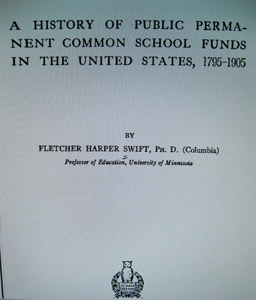 A HISTORY OF PUBLIC PERMA-
NENT COMMON SCHOOL FUNDS
IN THE UNITED STATES, 1795-1905
BY
FLETCHER HARPER SWIFT, PH. D. (Columbia)
Professor of Education, University of Minnesota